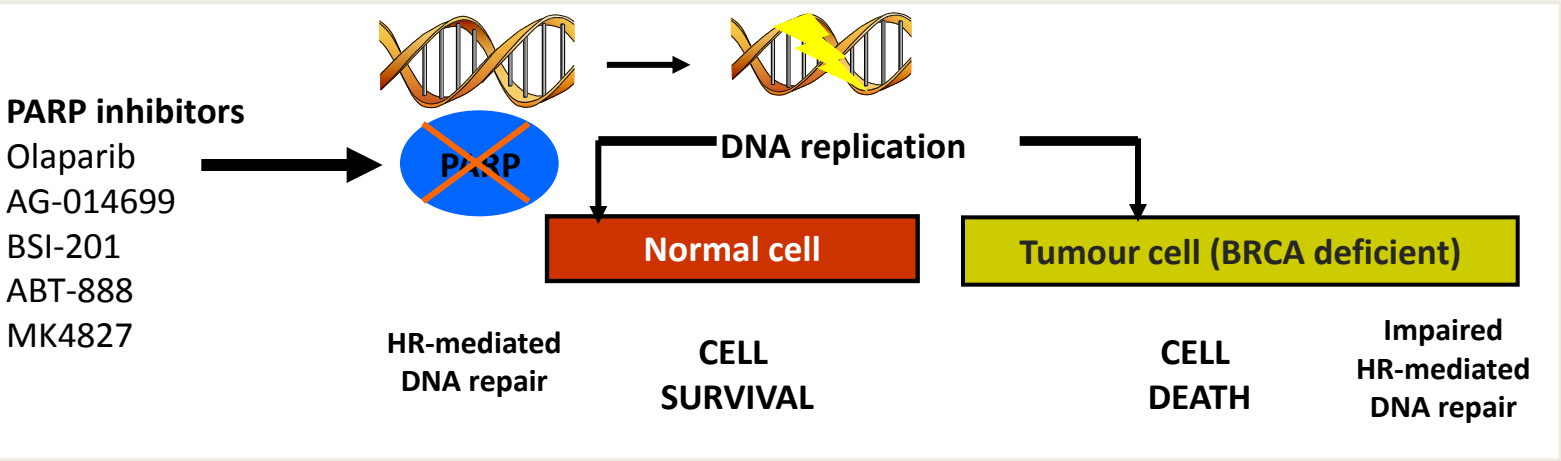 PARP inhibitors
Olaparib
AG-014699
BSI-201
ABT-888
MK4827
PARP
DNA replication
Normal cell
Tumour cell (BRCA deficient)
HR-mediated
DNA repair
CELL
SURVIVAL
CELL
DEATH
Impaired
HR-mediated
DNA repair